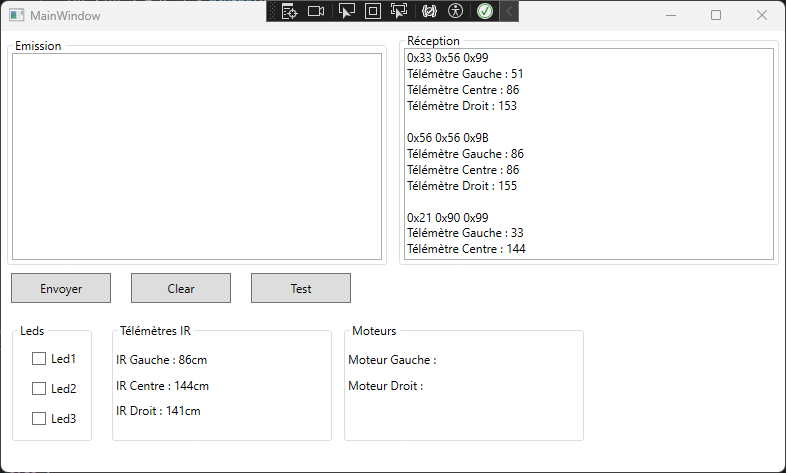 MainWindow
Emission
Réception
0x33 0x56 0x99
Télémètre Gauche : 51
Télémètre Centre : 86
Télémètre Droit : 153
0x56 0x56 0x9B
Télémètre Gauche : 86
Télémètre Centre : 86
Télémètre Droit : 155
0x21 0x90 0x99
Télémètre Gauche : 33
Télémètre Centre : 144
Envoyer
Clear
Test
Leds
Led1
Led2
Led3
Télémètres IR
IR Gauche : 86cm
IR Centre : 144cm
IR Droit : 141cm
Moteurs
Moteur Gauche :
Moteur Droit :